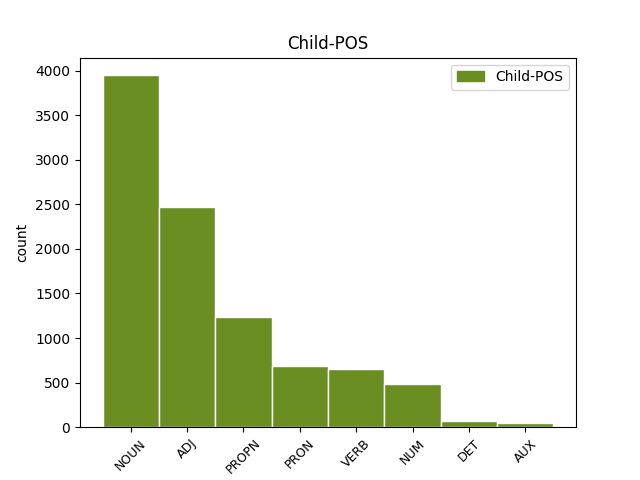 Child-POS
Child-POS
count
4000
3500
3000
2500
2000
1500
1000
500
0
NOUN
ADJ
PROPN
PRON
VERB
NUM
DET
AUX